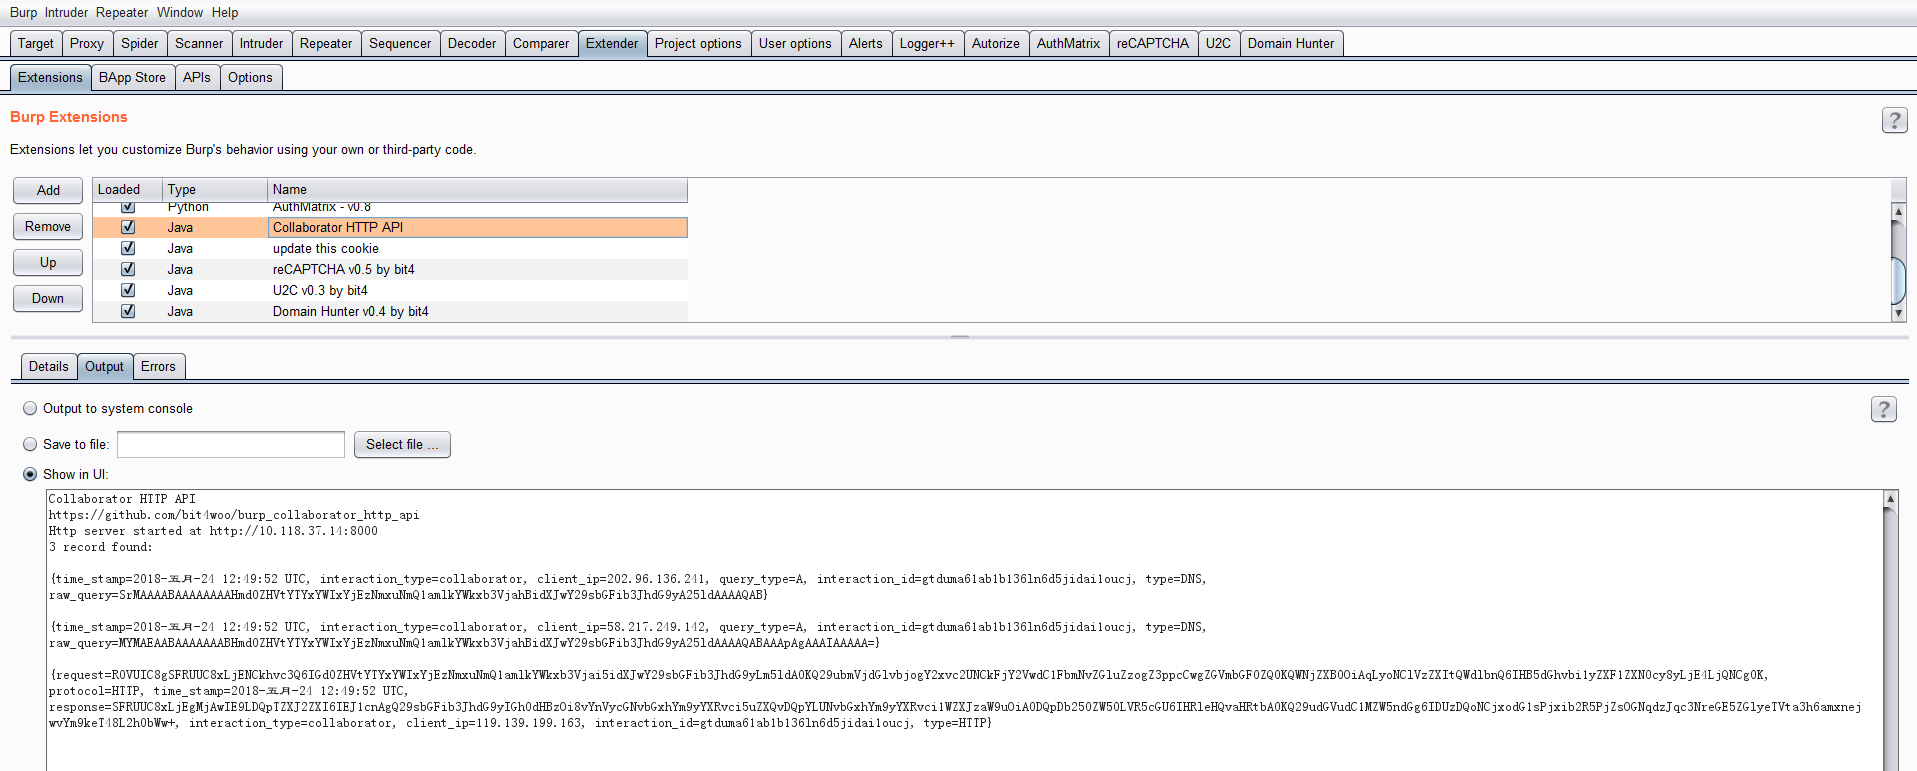 Burp Intruder Repeater Window Help
Target Proxy Spider Scanner Intruder Repeater Sequencer Decoder Comparer Extender Project options User options Alerts Logger++ Autorize AuthMatrix reCAPTCHA U2C Domain Hunter
Extensions BApp Store APIs Options
Burp Extensions
?
Extensions let you customize Burp's behavior using your own or third-party code.
Add
Remove
Up
Down
Loaded Type Name
Python AuthMatrix - v0.8
Java Collaborator HTTP API
Java update this cookie
Java reCAPTCHA v0.5 by bit4
Java U2C v0.3 by bit4
Java Domain Hunter v0.4 by bit4
Details Output Errors
Output to system console
?
Save to file: Select file ...
Show in UI:
Collaborator HTTP API
https://github.com/bit4woo/burp_collaborator_http_api
Http server started at http://10.118.37.14:8000
3 record found:
{time_stamp=2018-五月-24 12:49:52 UTC, interaction_type=collaborator, client_ip=202.96.136.241, query_type=A, interaction_id=gtduma61ab1b136ln6d5jidai1oucj, type=DNS,
raw_query=SrMAAAABAAAAAAAAHmd0ZHVtYTYxYWIxYjEzNmxuNmQ1amlkYWkxb3VjahBidXJwY29sbGFib3JhdG9yA25ldAAAAQAB}
{time_stamp=2018-五月-24 12:49:52 UTC, interaction_type=collaborator, client_ip=58.217.249.142, query_type=A, interaction_id=gtduma61ab1b136ln6d5jidai1oucj, type=DNS,
raw_query=MYMAEAABAAAAAAABHmd0ZHVtYTYxYWIxYjEzNmxuNmQ1amlkYWkxb3VjahBidXJwY29sbGFib3JhdG9yA25ldAAAAQABAAApAgAAAIAAAAA=}
{request=R0VUIC8gSFRUUC8xLjENCkhvc3Q6IGd0ZHVtYTYxYWIxYjEzNmxuNmQ1amlkYWkxb3Vjai5idXJwY29sbGFib3JhdG9yLm5ldA0KQ29ubmVjdGlvbjogY2xvc2UNCkFjY2VwdC1FbmNvZGluZzogZ3ppcCwgZGVmbGF0ZQ0KQWNjZXB0OiAqLyoNClVzZXItQWdlbnQ6IHB5dGhvbi1yZXF1ZXN0cy8yLjE4LjQNCg0K,
protocol=HTTP, time_stamp=2018-五月-24 12:49:52 UTC,
response=SFRUUC8xLjEgMjAwIE9LDQpTZXJ2ZXI6IEJ1cnAgQ29sbGFib3JhdG9yIGh0dHBzOi8vYnVycGNvbGxhYm9yYXRvci5uZXQvDQpYLUNvbGxhYm9yYXRvci1WZXJzaW9uOiA0DQpDb250ZW50LVR5cGU6IHRleHQvaHRtbA0KQ29udGVudC1MZW5ndGg6IDUzDQoNCjxodG1sPjxib2R5PjZsOGNqdzJqc3NreGE5ZGlyeTVta3h6amxnej
wvYm9keT48L2h0bWw+, interaction_type=collaborator, client_ip=119.139.199.163, interaction_id=gtduma61ab1b136ln6d5jidai1oucj, type=HTTP}